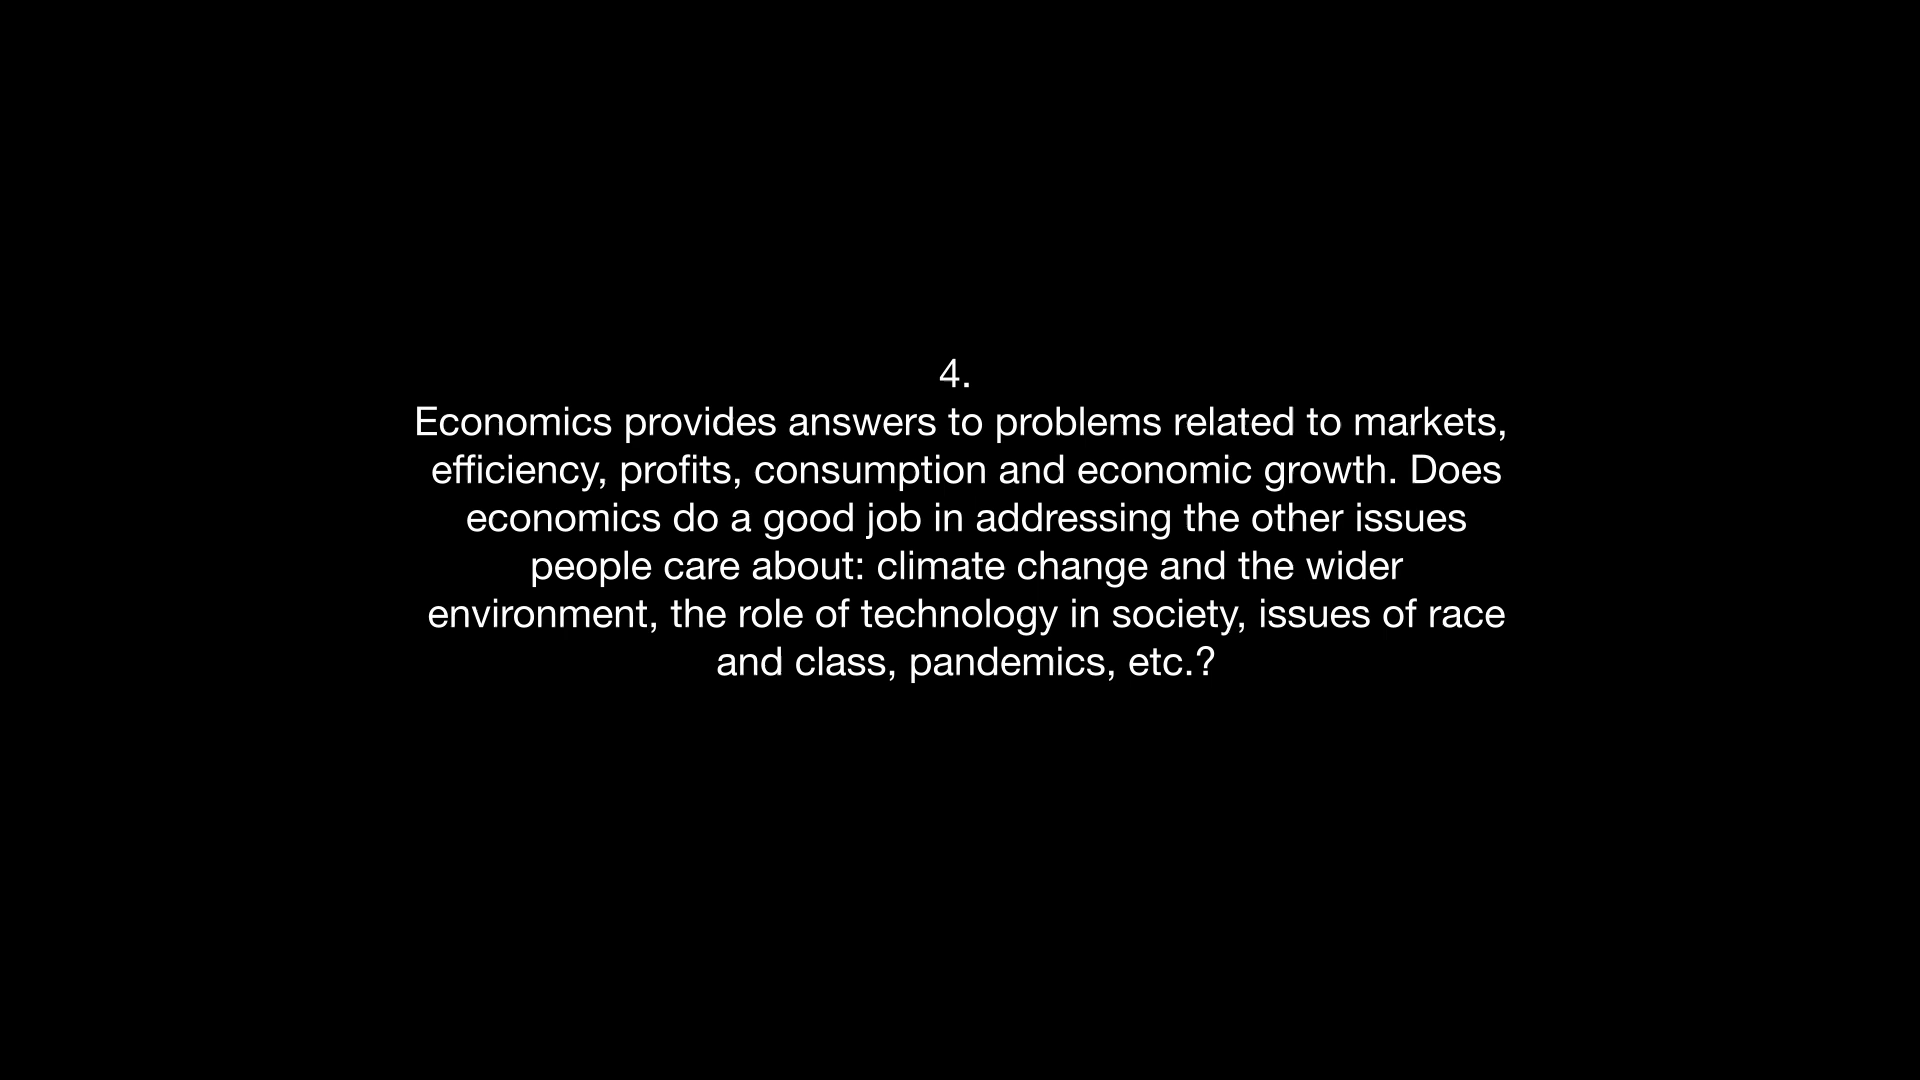 4.
Economics provides answers to problems related to markets,
efficiency, profits, consumption and economic growth. Does
economics do a good job in addressing the other issues
people care about: climate change and the wider
environment, the role of technology in society, issues of race
and class, pandemics, etc.?